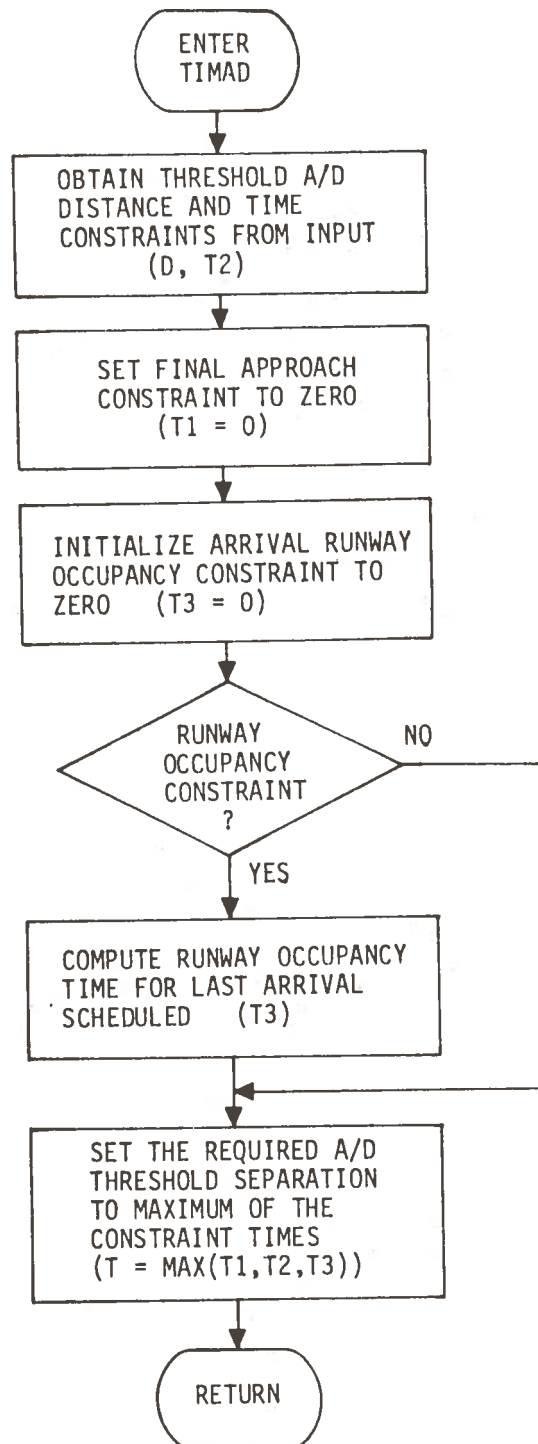 ENTER
TIMAD
OBTAIN THRESHOLD A/D
DISTANCE AND TIME
CONSTRAINTS FROM INPUT
(D, T2)
SET FINAL APPROACH
CONSTRAINT TO ZERO
(T1 = 0)
INITIALIZE ARRIVAL RUNWAY
OCCUPANCY CONSTRAINT TO
ZERO (T3 = 0)
RUNWAY
OCCUPANCY
CONSTRAINT
?
NO
YES
COMPUTE RUNWAY OCCUPANCY
TIME FOR LAST ARRIVAL
SCHEDULED (T3)
SET THE REQUIRED A/D
THRESHOLD SEPARATION
TO MAXIMUM OF THE
CONSTRAINT TIMES
(T = MAX(T1,T2,T3))
RETURN